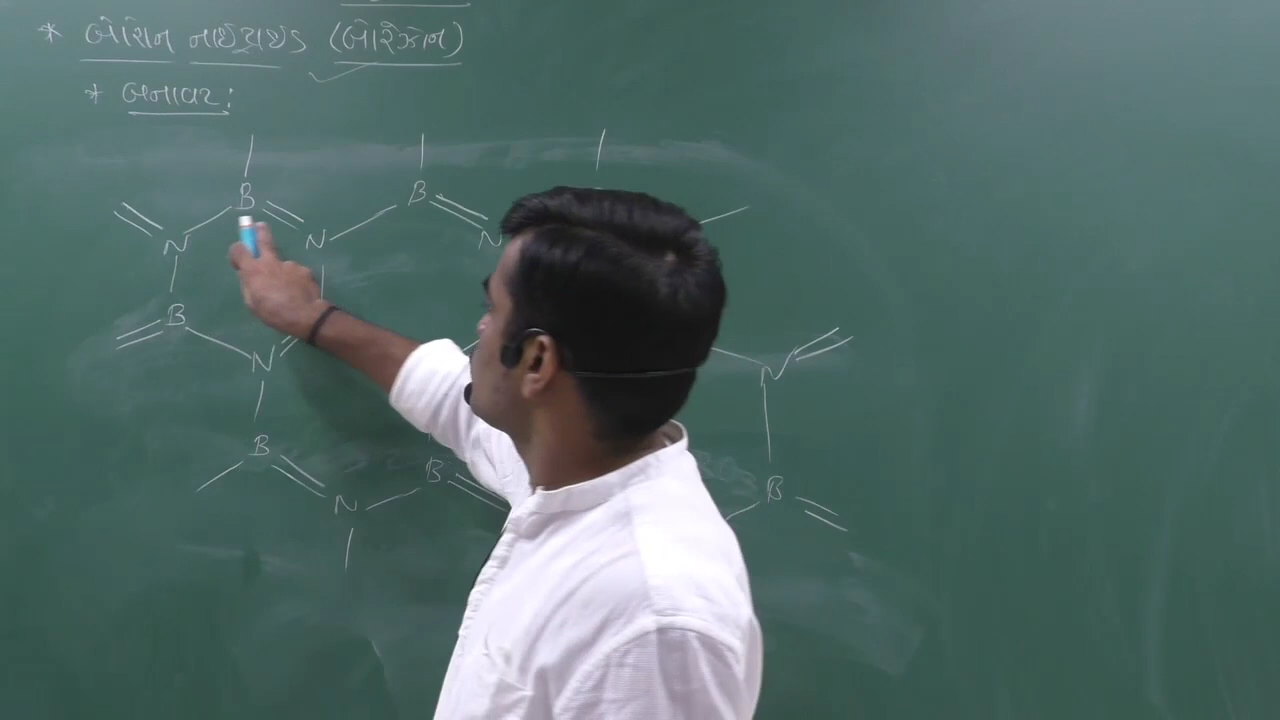 * બોરોન નાઈટ્રાઈડ (બોરેઝોન)
* બનાવટ:
B B
N N N
B
N N
B B B
N